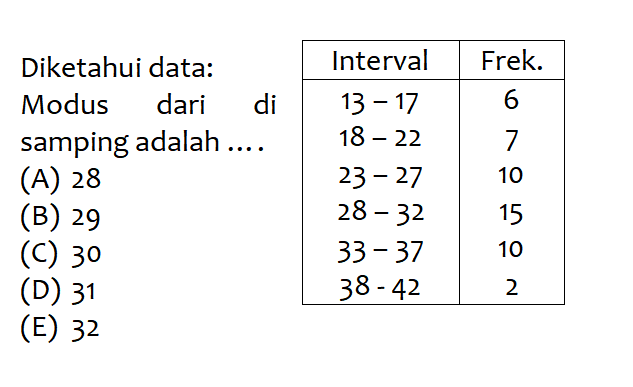 Diketahui data:
Modus dari di
samping adalah ….
(A) 28
(B) 29
(C) 30
(D) 31
(E) 32
Interval Frek.
13 – 17 6
18 – 22 7
23 – 27 10
28 – 32 15
33 – 37 10
38 - 42 2